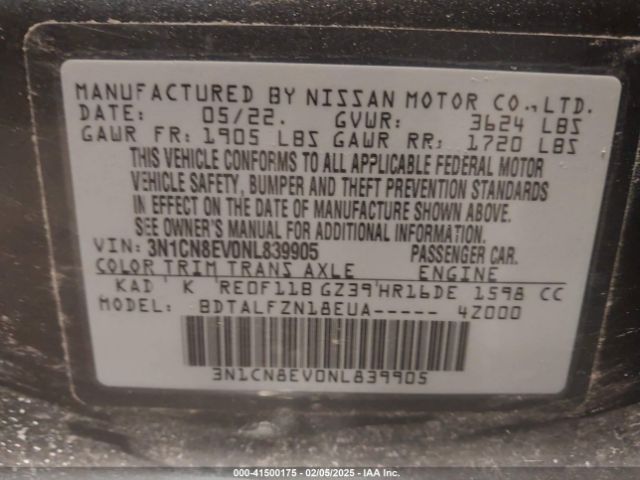 MANUFACTURED BY NISSAN MOTOR CO., LTD.
DATE: 05/22. GVWR: 3624 LBS
GAWR FR: 1905 LBS GAWR RR: 1720 LBS
THIS VEHICLE CONFORMS TO ALL APPLICABLE FEDERAL MOTOR
VEHICLE SAFETY, BUMPER AND THEFT PREVENTION STANDARDS
IN EFFECT ON THE DATE OF MANUFACTURE SHOWN ABOVE.
SEE OWNER'S MANUAL FOR ADDITIONAL INFORMATION.
VIN: 3N1CN8EV0NL839905 PASSENGER CAR.
COLOR TRIM TRANS AXLE ENGINE
KAD K RE0F11B GZ39 HR16DE 1598 CC
MODEL: BDTALFZN18EUA----- 4Z000
3N1CN8EV0NL839905
000-41500175 - 02/05/2025 - IAA Inc.